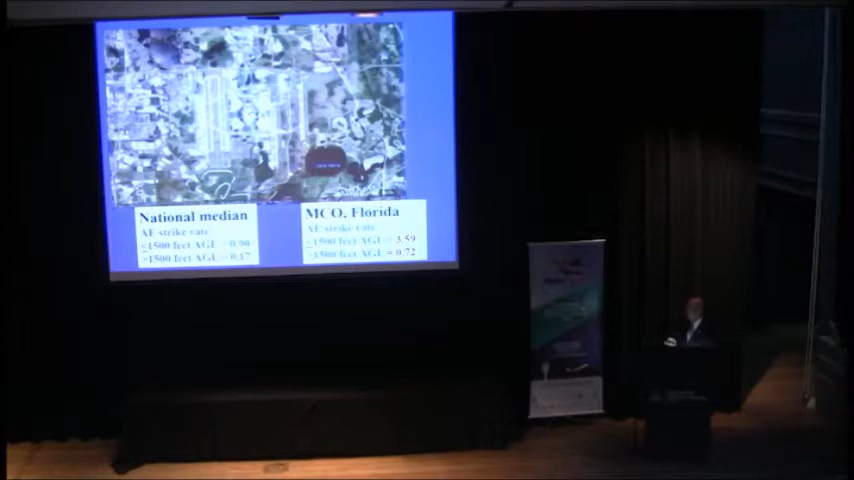 National median
AE strike rate
≤1500 feet AGL = 0.90
>1500 feet AGL = 0.17
MCO, Florida
AE strike rate
≤1500 feet AGL = 3.59
>1500 feet AGL = 0.72